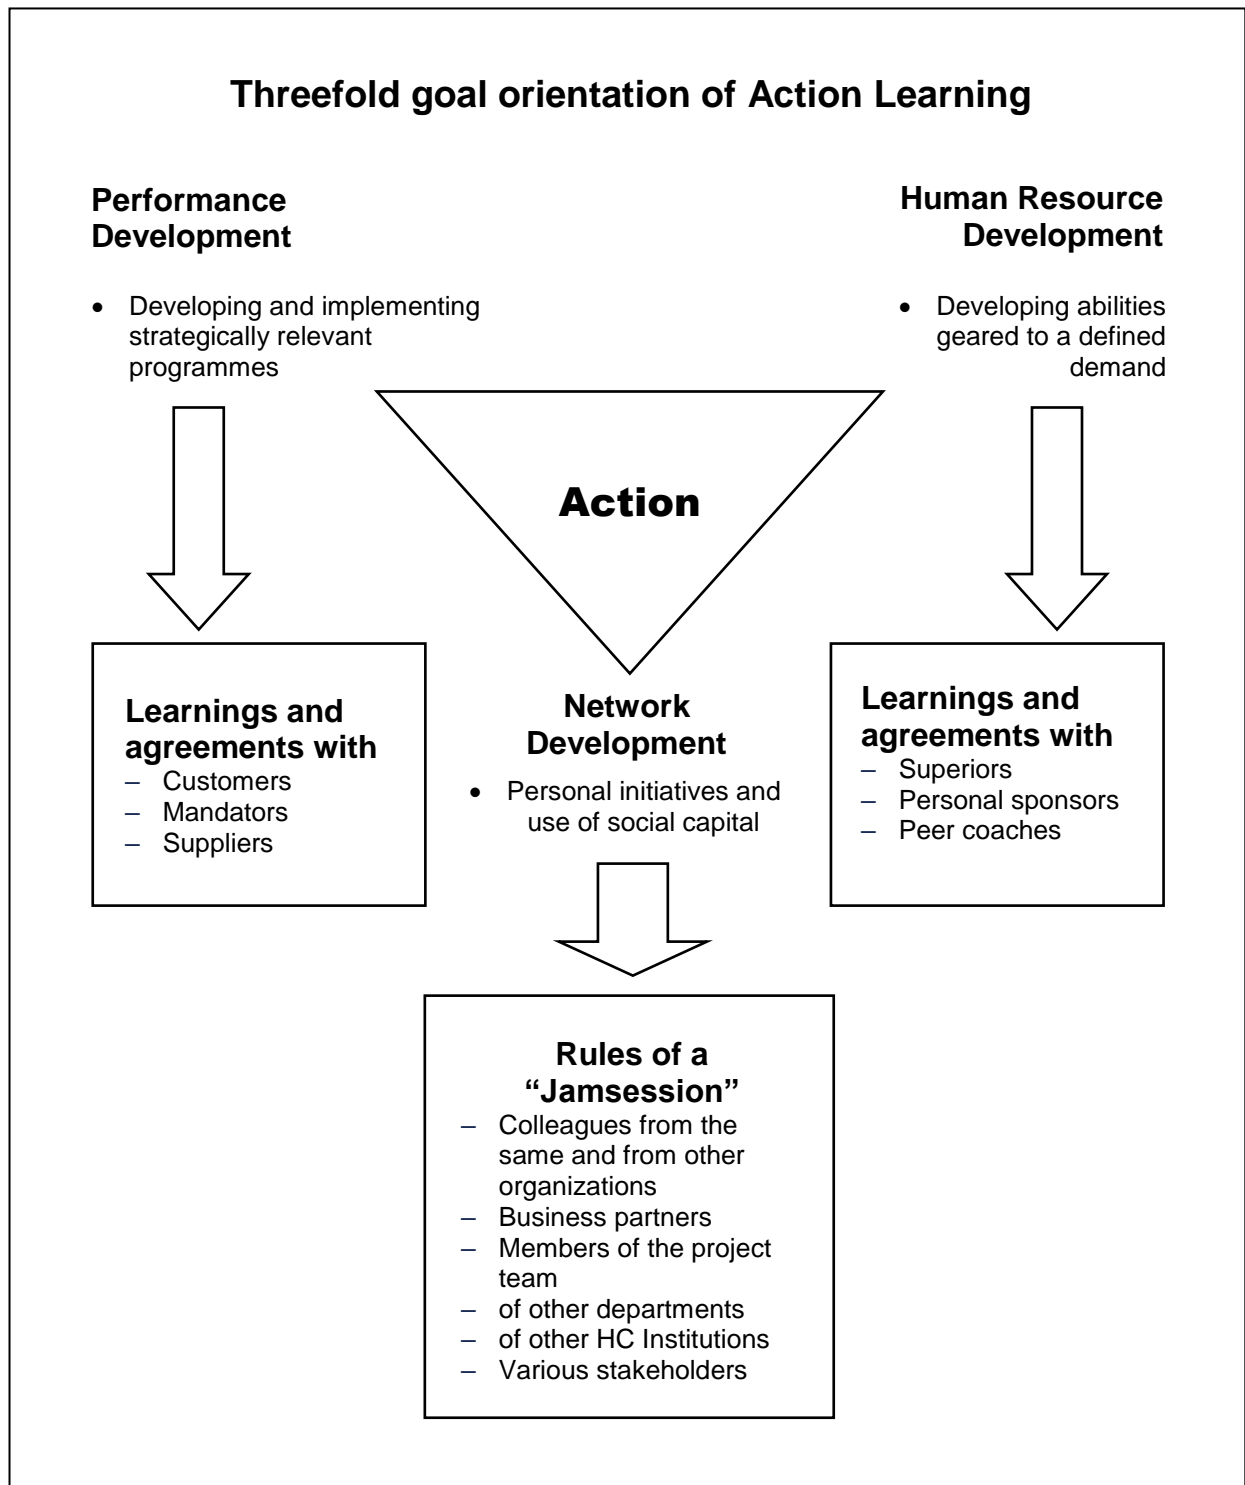 Threefold goal orientation of Action Learning
Performance
Development
• Developing and implementing
strategically relevant
programmes
Human Resource
Development
• Developing abilities
geared to a defined
demand
Action
Learnings and
agreements with
– Customers
– Mandators
– Suppliers
Network
Development
• Personal initiatives and
use of social capital
Learnings and
agreements with
– Superiors
– Personal sponsors
– Peer coaches
Rules of a
“Jamsession”
– Colleagues from the
same and from other
organizations
– Business partners
– Members of the project
team
– of other departments
– of other HC Institutions
– Various stakeholders